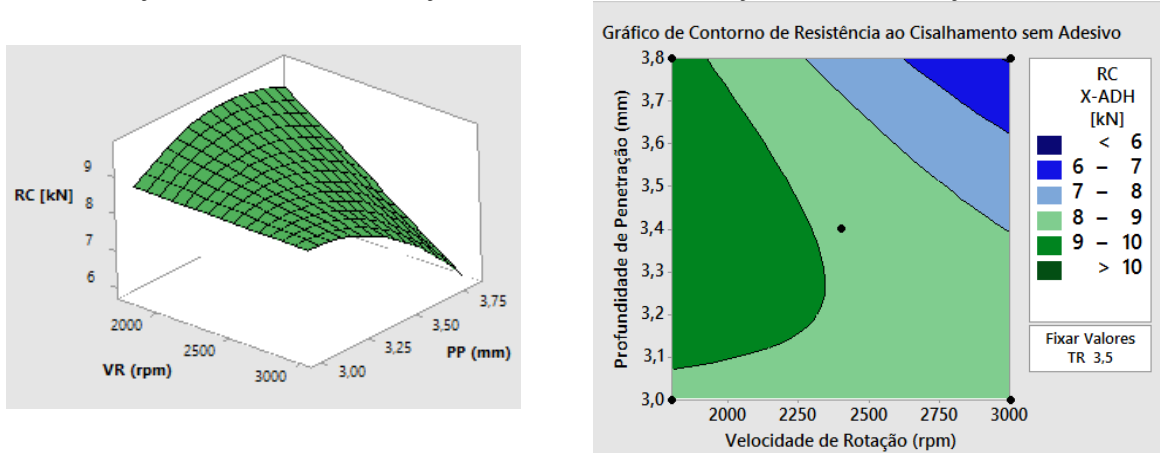 9
8
7
6
RC [kN]
2000
2500
3000
VR (rpm)
3,00
3,25
3,50
3,75
PP (mm)
Gráfico de Contorno de Resistência ao Cisalhamento sem Adesivo
Profundidade de Penetração (mm)
3,8
3,7
3,6
3,5
3,4
3,3
3,2
3,1
3,0
2000 2250 2500 2750 3000
Velocidade de Rotação (rpm)
RC
X-ADH
[kN]
< 6
6 – 7
7 – 8
8 – 9
9 – 10
> 10
Fixar Valores
TR 3,5